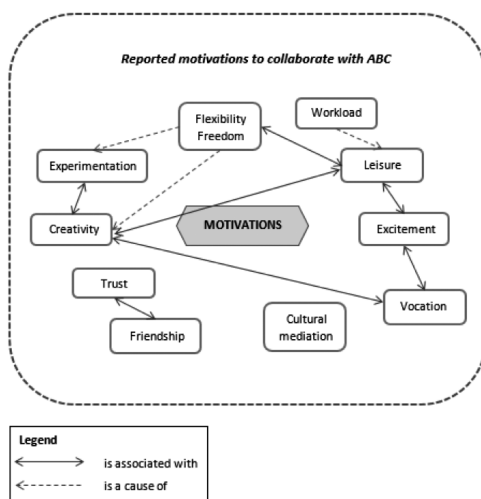 Reported motivations to collaborate with ABC
Flexibility
Freedom
Workload
Experimentation
Leisure
Creativity
MOTIVATIONS
Excitement
Trust
Vocation
Friendship
Cultural
mediation
Legend
is associated with
is a cause of